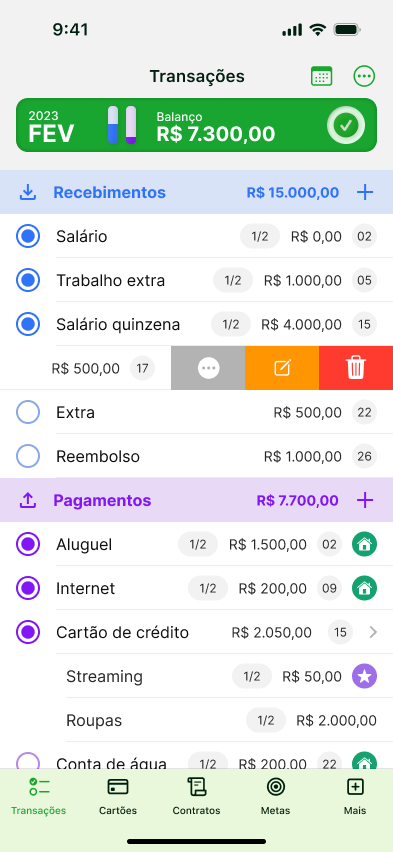 9:41
Transações
2023
FEV
Balanço
R$ 7.300,00
Recebimentos R$ 15.000,00
Salário 1/2 R$ 0,00 02
Trabalho extra 1/2 R$ 1.000,00 05
Salário quinzena 1/2 R$ 4.000,00 15
R$ 500,00 17
Extra R$ 500,00 22
Reembolso R$ 1.000,00 26
Pagamentos R$ 7.700,00
Aluguel 1/2 R$ 1.500,00 02
Internet 1/2 R$ 200,00 09
Cartão de crédito R$ 2.050,00 15
Streaming 1/2 R$ 50,00
Roupas 1/2 R$ 2.000,00
Conta de água 1/2 R$ 200,00 22
Transações Cartões Contratos Metas Mais